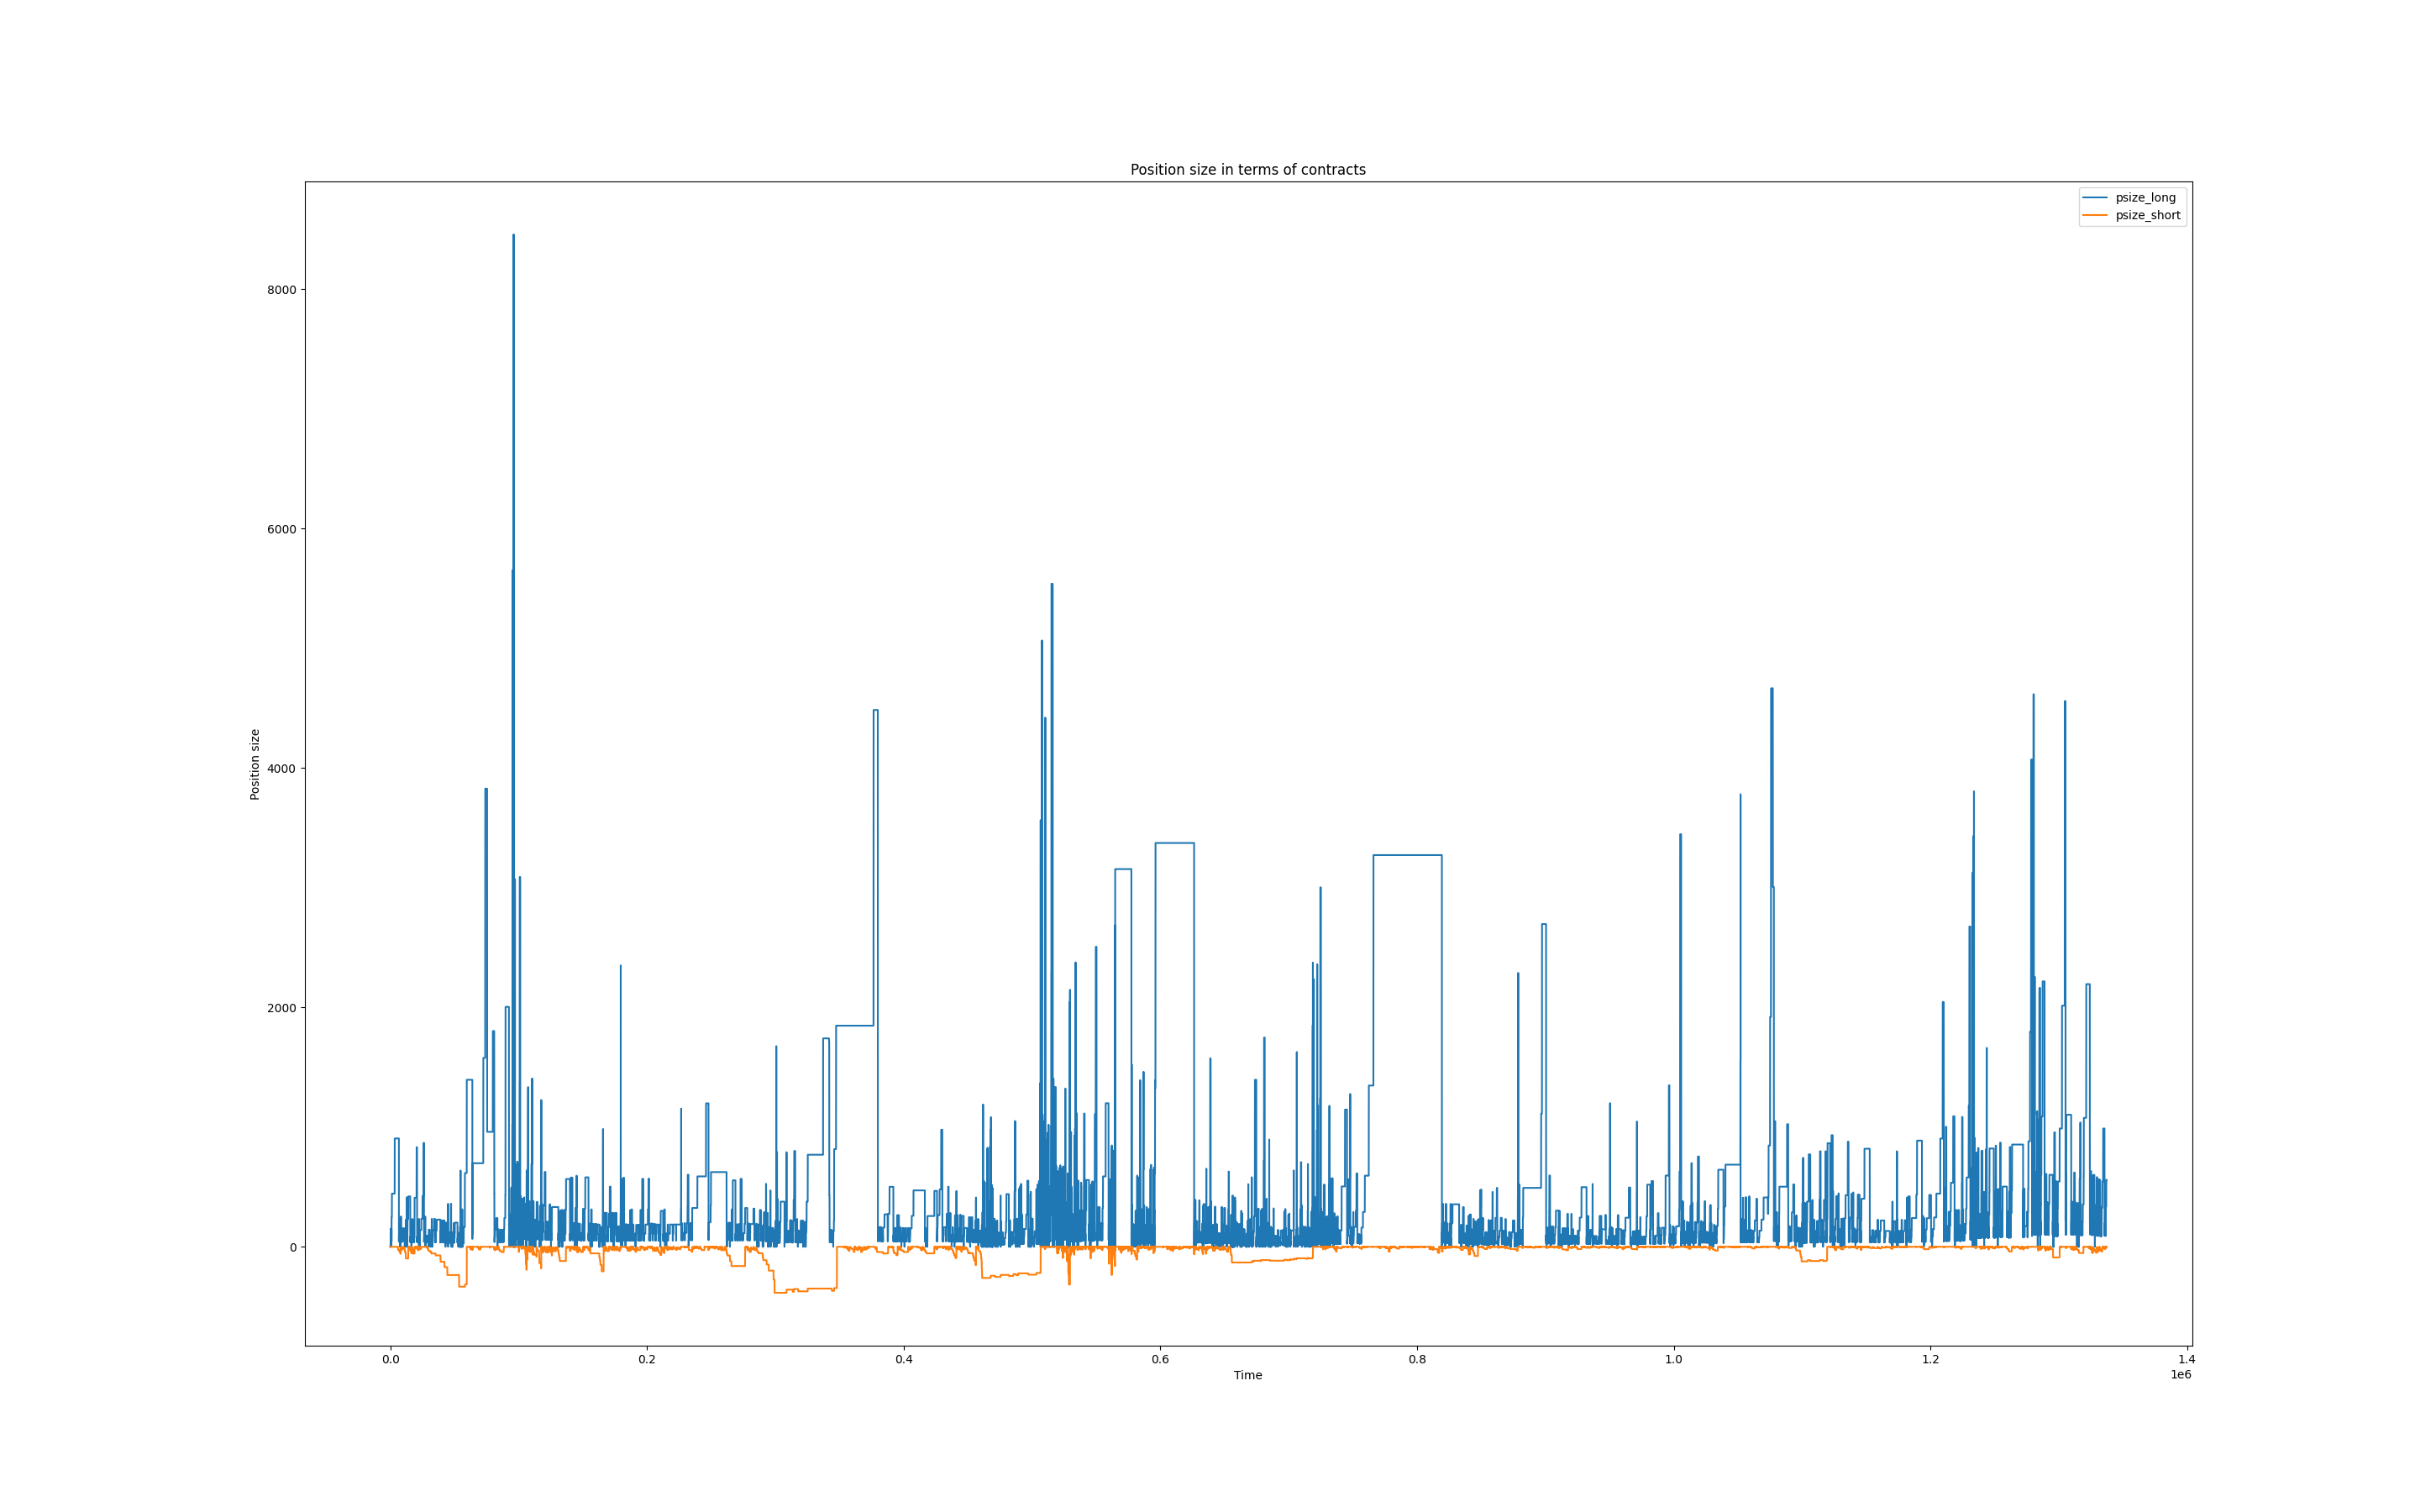 Position size in terms of contracts
psize_long
psize_short
Position size
8000
6000
4000
2000
0
0.0 0.2 0.4 0.6 0.8 1.0 1.2 1.4
1e6
Time